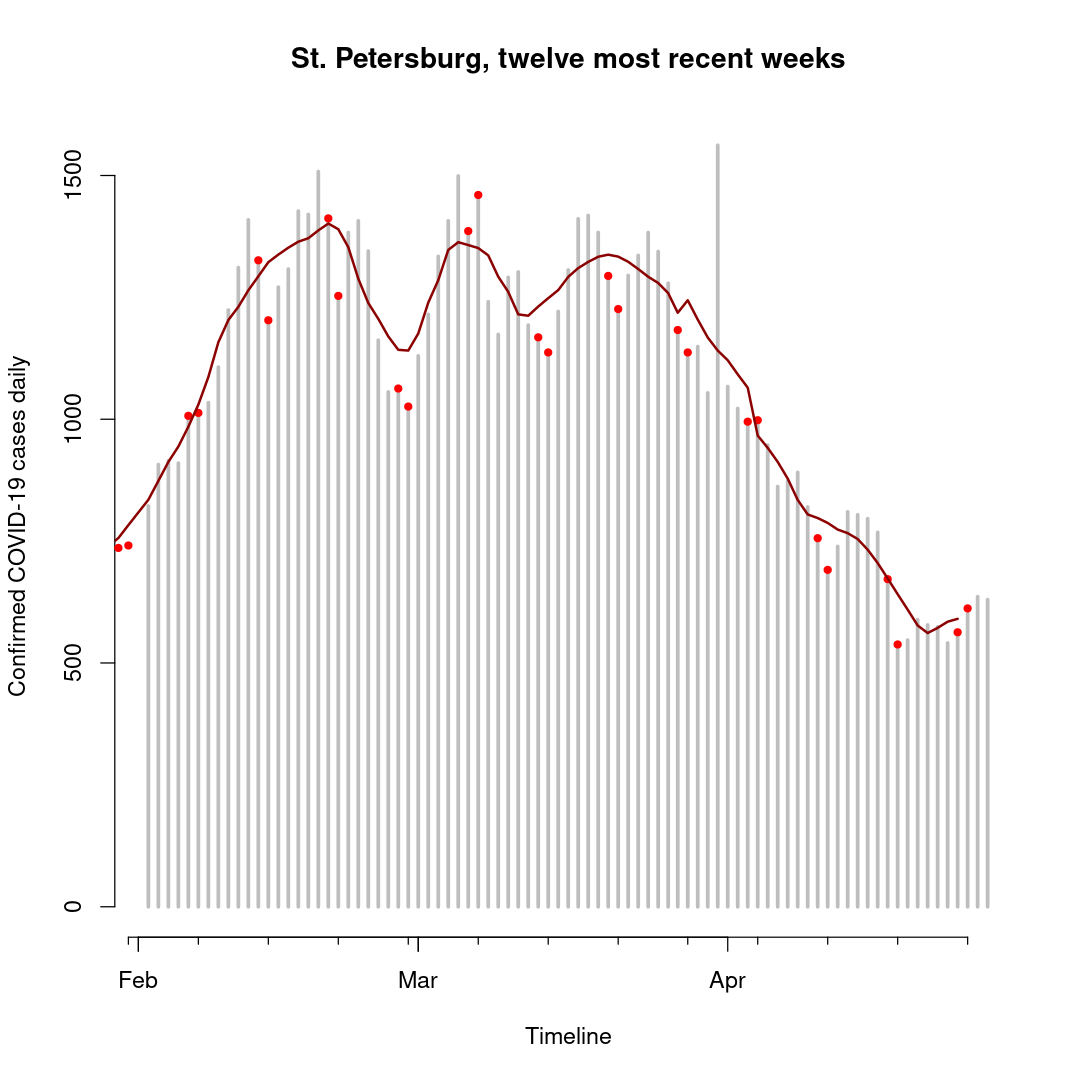 St. Petersburg, twelve most recent weeks
Confirmed COVID-19 cases daily
1500
1000
500
0
Feb Mar Apr
Timeline